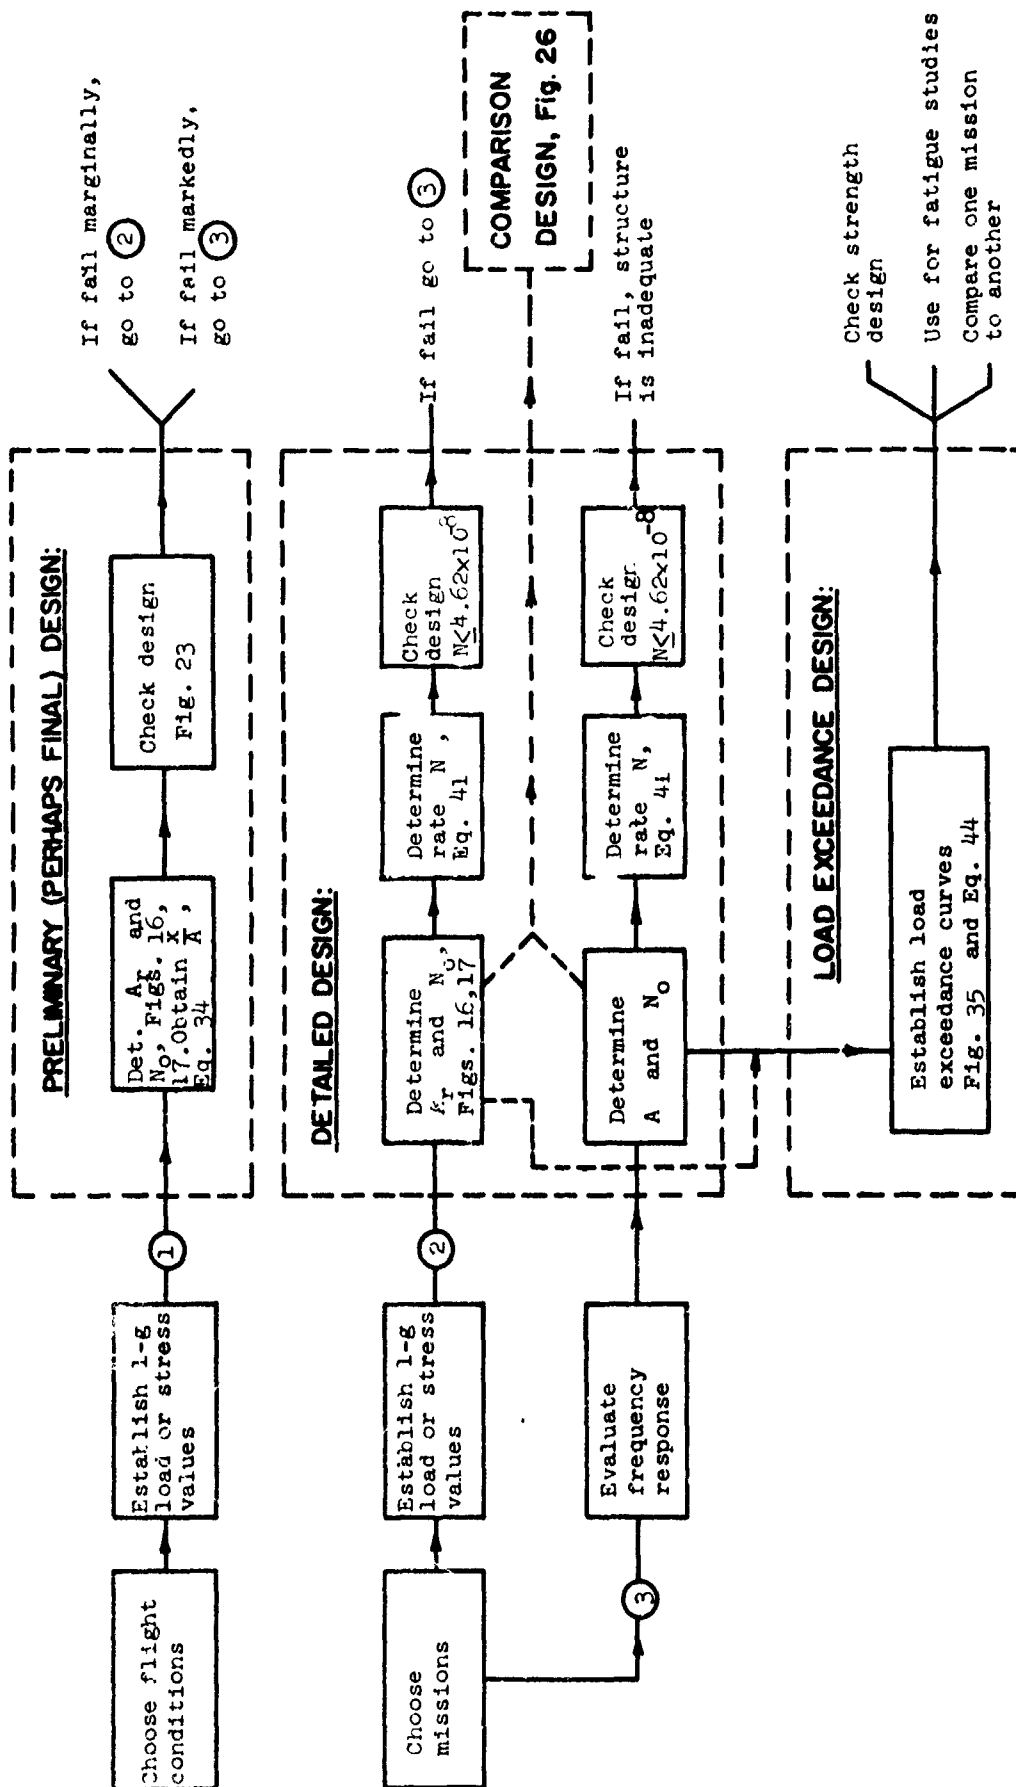 Choose flight
conditions
Establish 1-g
load or stress
values
1
PRELIMINARY (PERHAPS FINAL) DESIGN:
Det. Ar and
No, Figs. 16,
17. Obtain X/A,
Eq. 34
Check design
Fig. 23
If fail marginally,
go to 2
If fail markedly,
go to 3
Choose
missions
Establish 1-g
load or stress
values
2
DETAILED DESIGN:
Determine
Ar and No,
Figs. 16,17
Determine
rate N ,
Eq. 41
Check
design
N≤4.62x10-8
If fail go to 3
COMPARISON
DESIGN, Fig. 26
3
Evaluate
frequency
response
Determine
A and No
Determine
rate N,
Eq. 41
Check
design
N≤4.62x10-8
If fail, structure
is inadequate
LOAD EXCEEDANCE DESIGN:
Establish load
exceedance curves
Fig. 35 and Eq. 44
Check strength
design
Use for fatigue studies
Compare one mission
to another